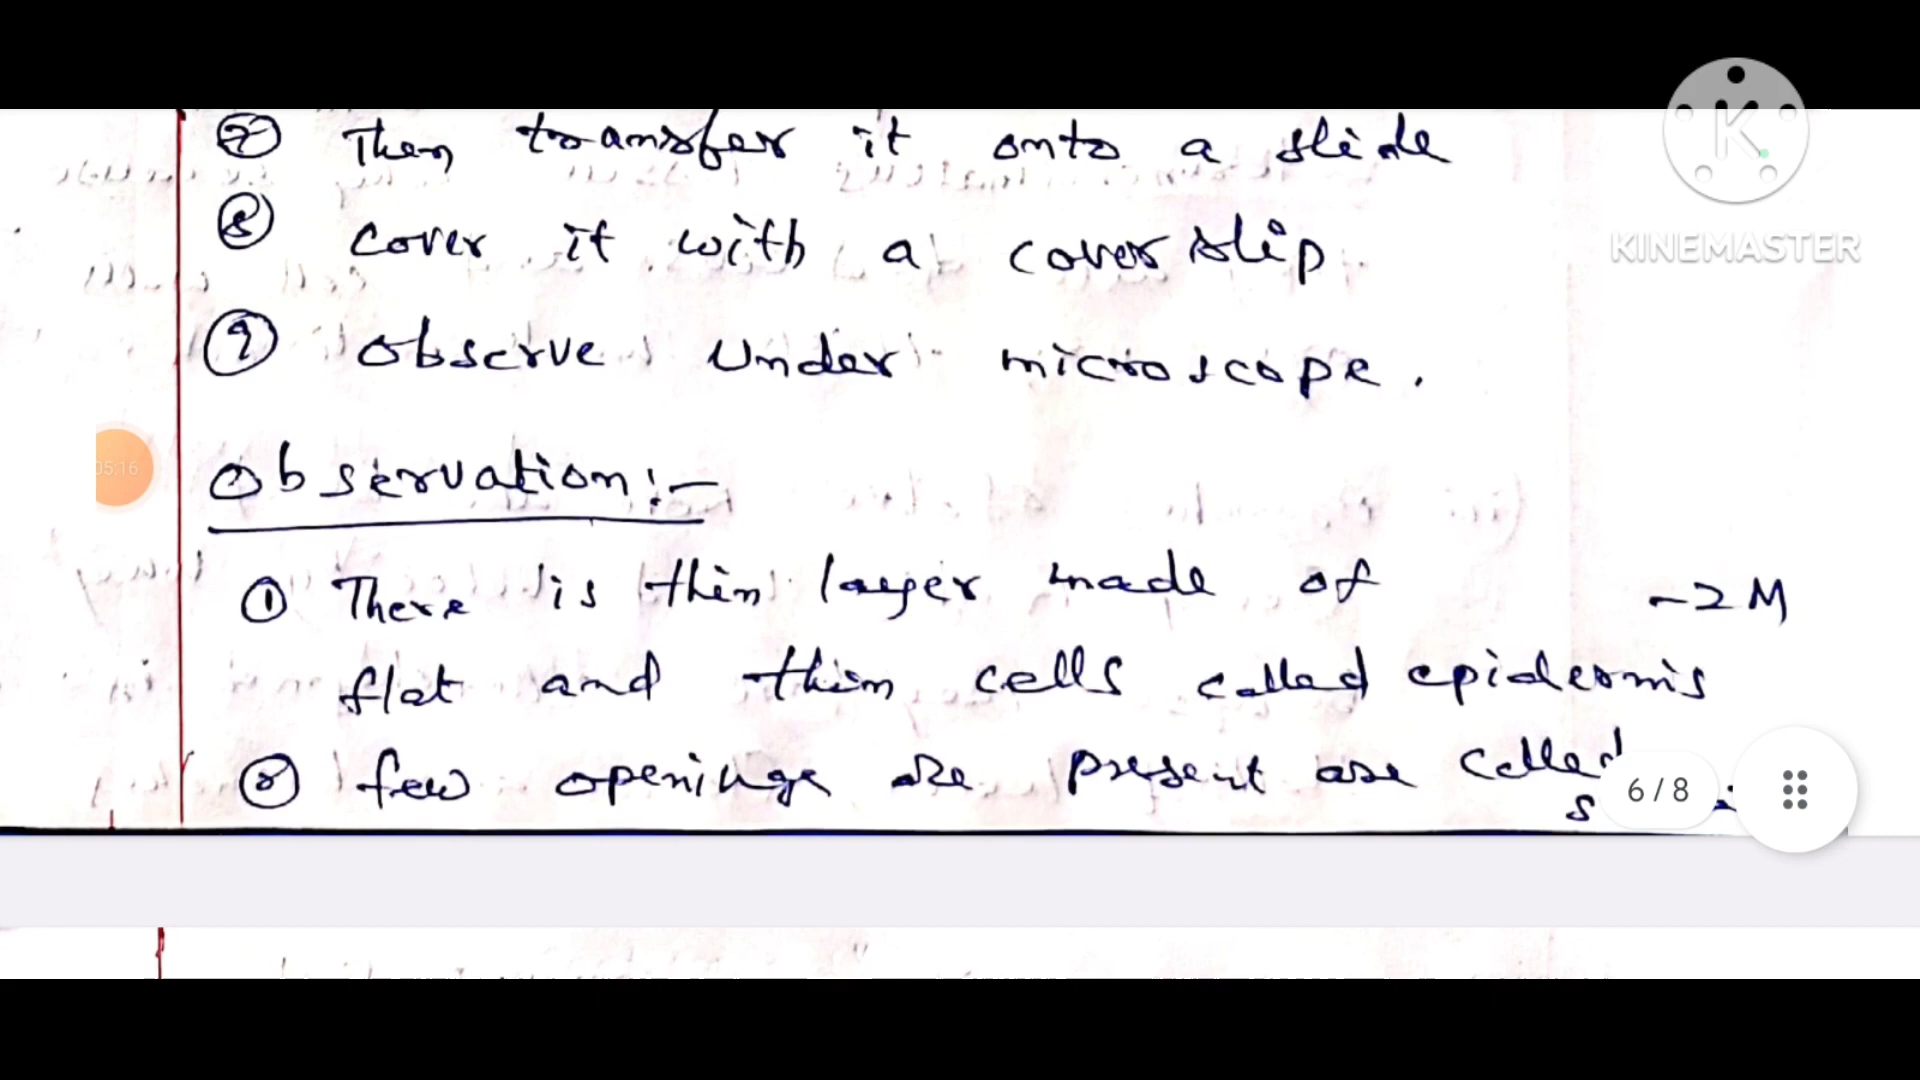 ⑦ Then transfer it onto a slide
⑧ cover it with a cover slip.
⑨ observe under microscope.
Observation:-
① There is thin layer made of -2M
flat and thin cells called epidermis
② few openings are present are called
6/8
05:16
KINEMASTER